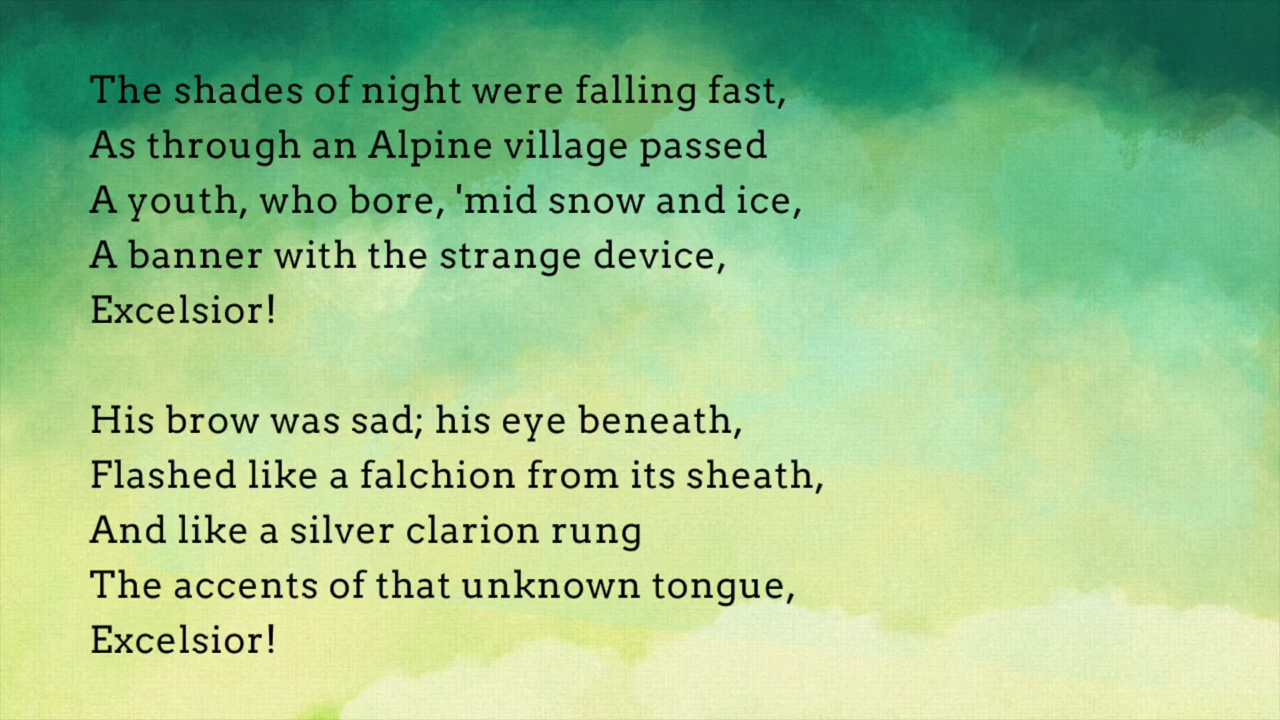 The shades of night were falling fast,
As through an Alpine village passed
A youth, who bore, 'mid snow and ice,
A banner with the strange device,
Excelsior!

His brow was sad; his eye beneath,
Flashed like a falchion from its sheath,
And like a silver clarion rung
The accents of that unknown tongue,
Excelsior!